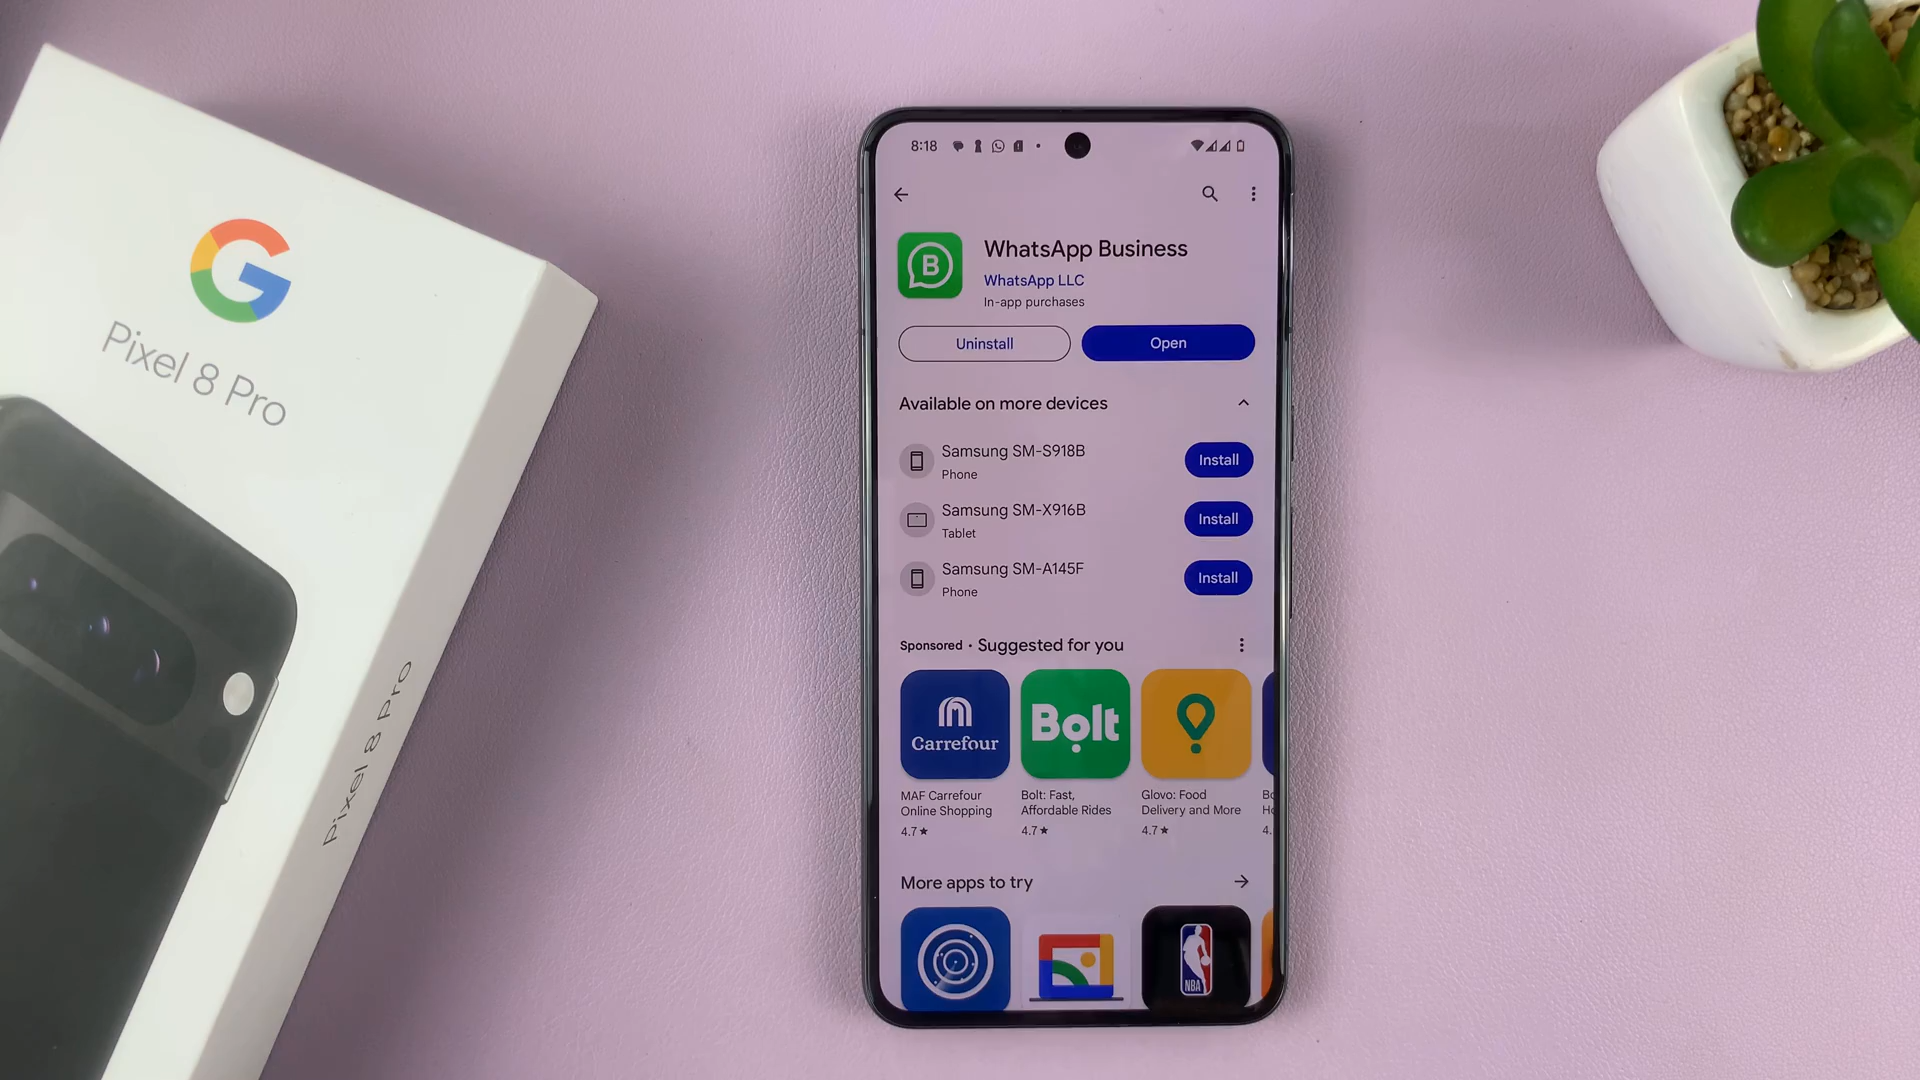 Pixel 8 Pro
Pixel 8 Pro
8:18
WhatsApp Business
WhatsApp LLC
In-app purchases
Uninstall
Open
Available on more devices
Samsung SM-S918B
Phone
Install
Samsung SM-X916B
Tablet
Install
Samsung SM-A145F
Phone
Install
Sponsored • Suggested for you
Carrefour
Bolt
MAF Carrefour
Online Shopping
4.7★
Bolt: Fast,
Affordable Rides
4.7★
Glovo: Food
Delivery and More
4.7★
More apps to try
NBA